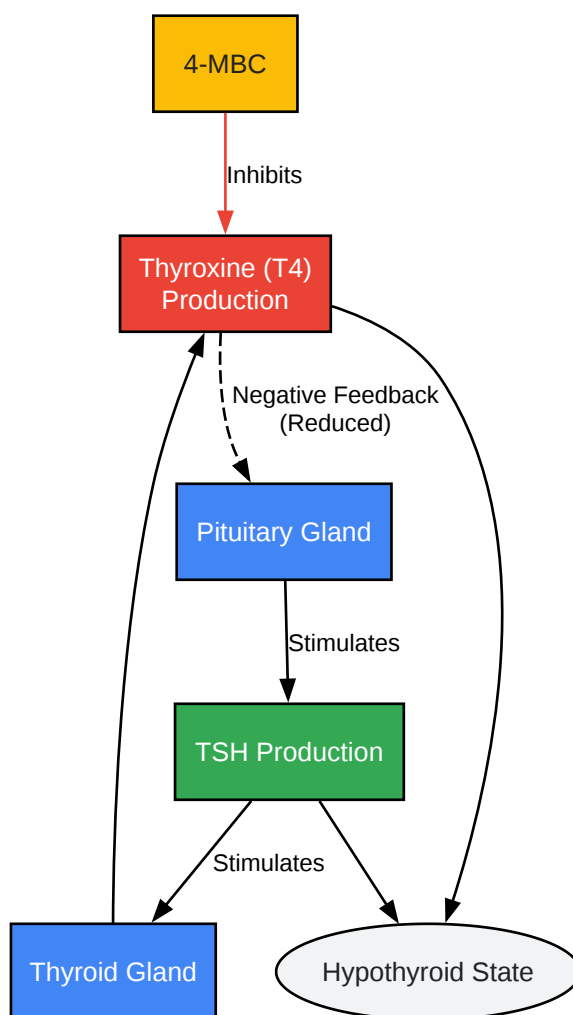 4-MBC
Inhibits
Thyroxine (T4)
Production
Negative Feedback
(Reduced)
Pituitary Gland
Stimulates
TSH Production
Stimulates
Thyroid Gland
Hypothyroid State